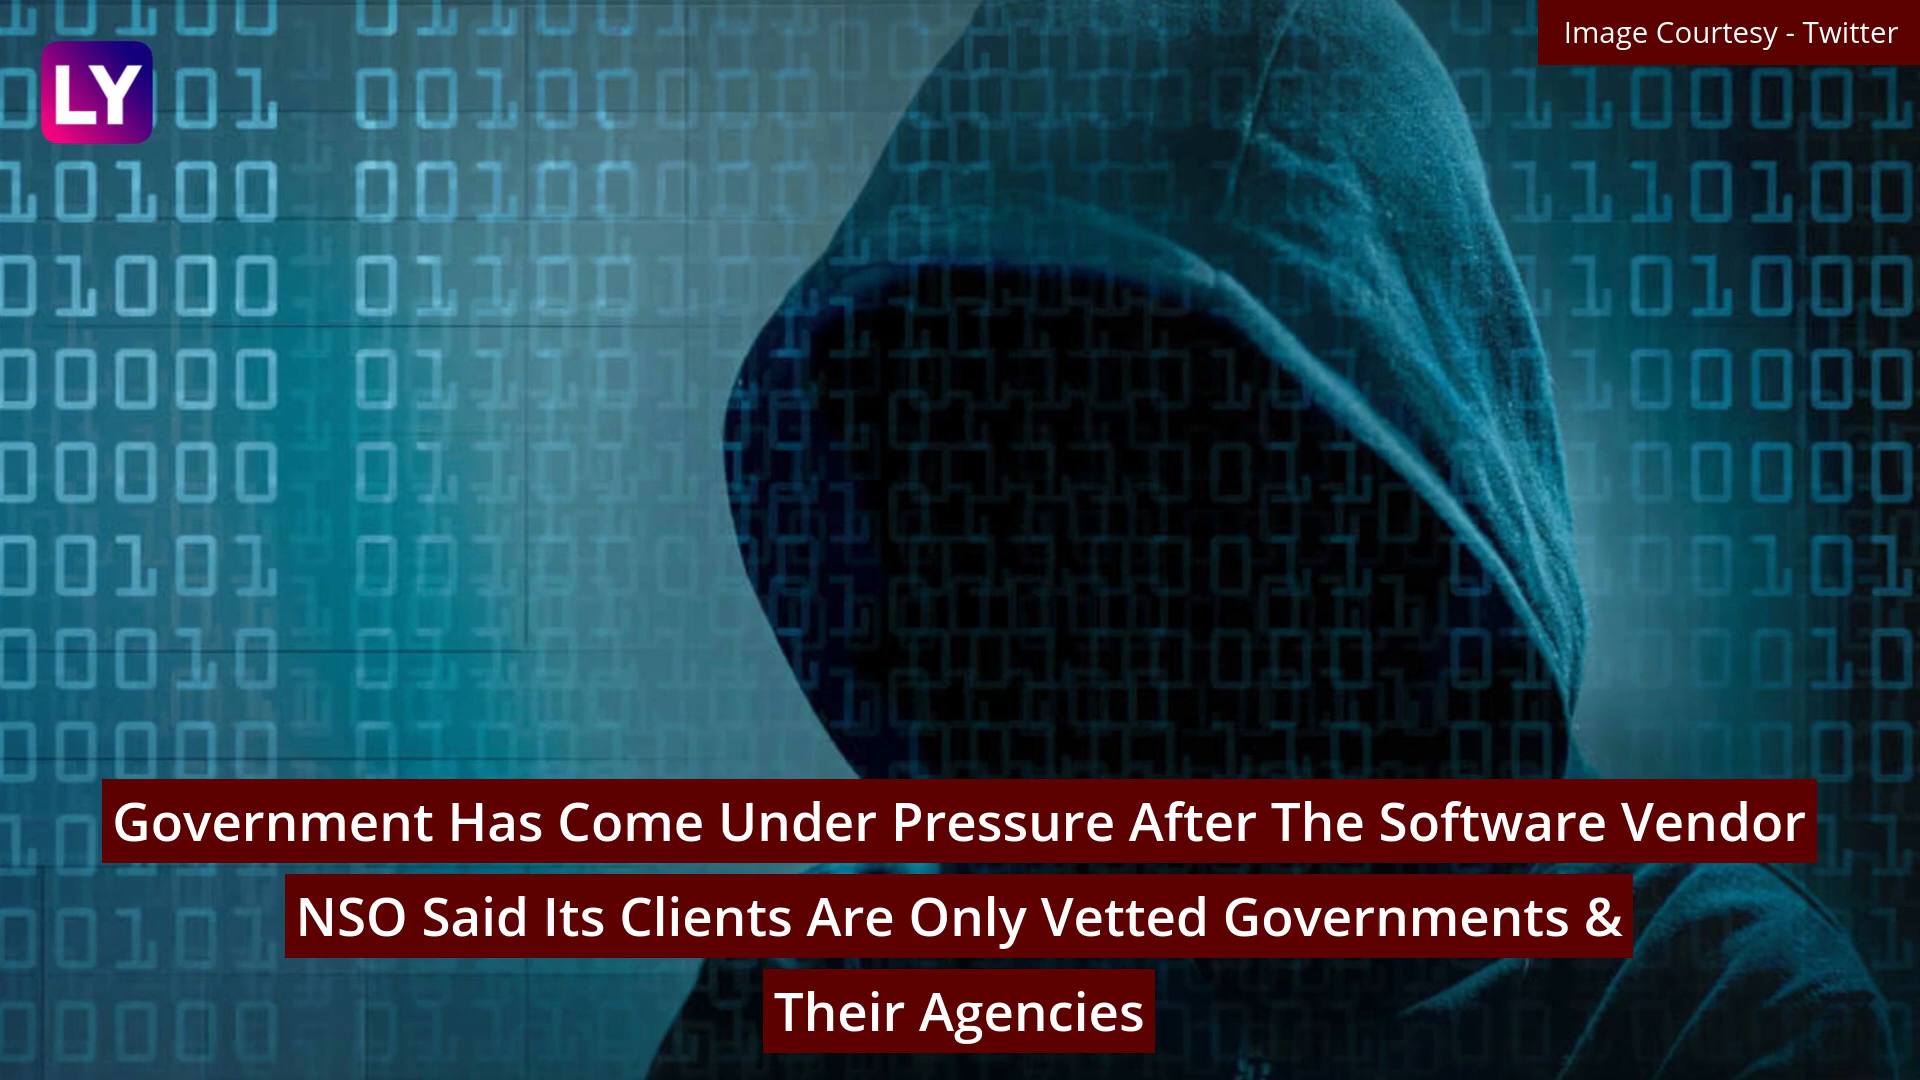 Image Courtesy - Twitter
LY
Government Has Come Under Pressure After The Software Vendor
NSO Said Its Clients Are Only Vetted Governments &
Their Agencies